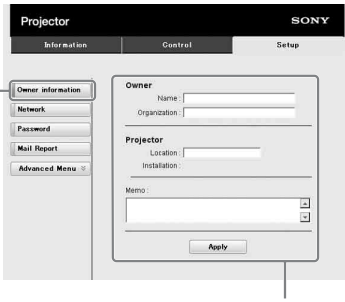 Projector SONY
Information Control Setup
Owner information
Network
Password
Mail Report
Advanced Menu
Owner
Name :
Organization :
Projector
Location :
Installation :
Memo :
Apply